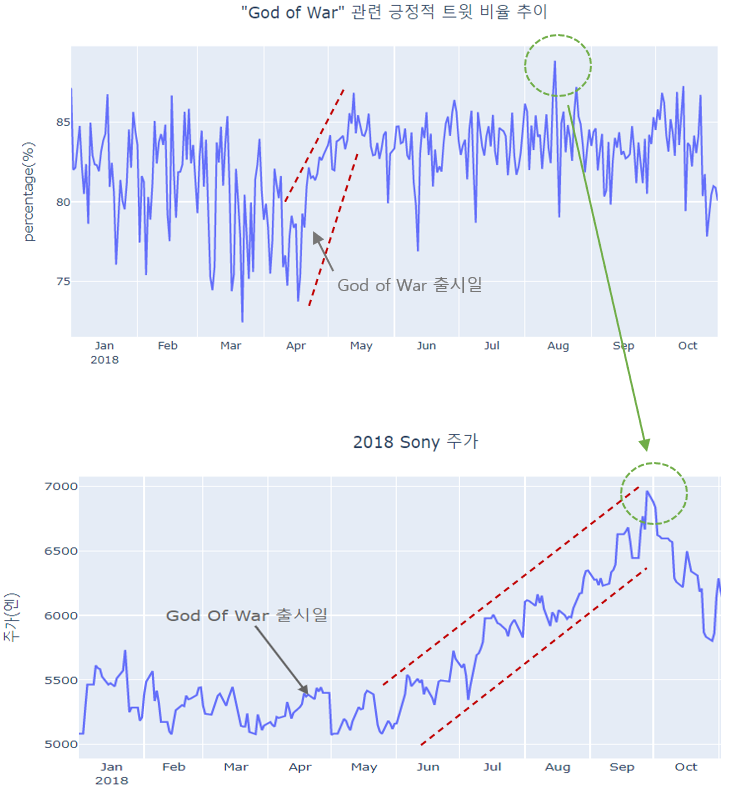 "God of War" 관련 긍정적 트윗 비율 추이
percentage(%)
85
80
75
God of War 출시일
Jan Feb Mar Apr May Jun Jul Aug Sep Oct
2018
2018 Sony 주가
주가(엔)
7000
6500
6000
God Of War 출시일
5500
5000
Jan Feb Mar Apr May Jun Jul Aug Sep Oct
2018